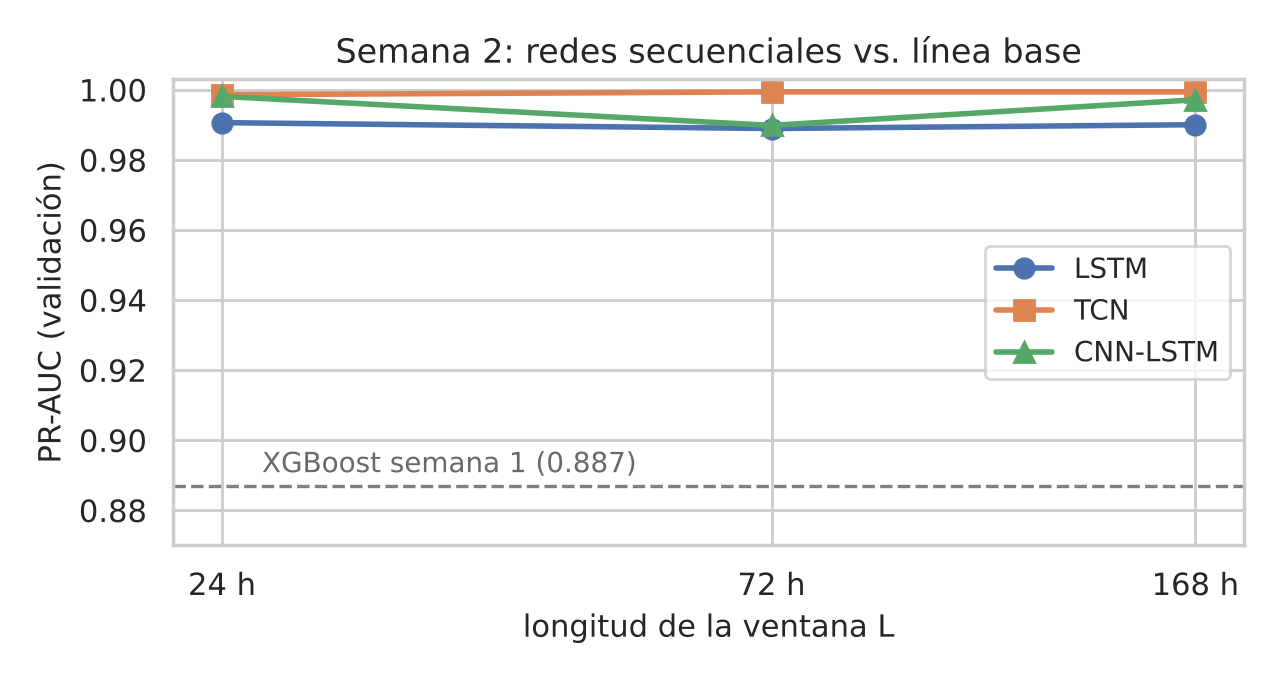 Semana 2: redes secuenciales vs. línea base
PR-AUC (validación)
1.00
0.98
0.96
0.94
0.92
0.90
0.88
LSTM
TCN
CNN-LSTM
XGBoost semana 1 (0.887)
24 h
72 h
168 h
longitud de la ventana L